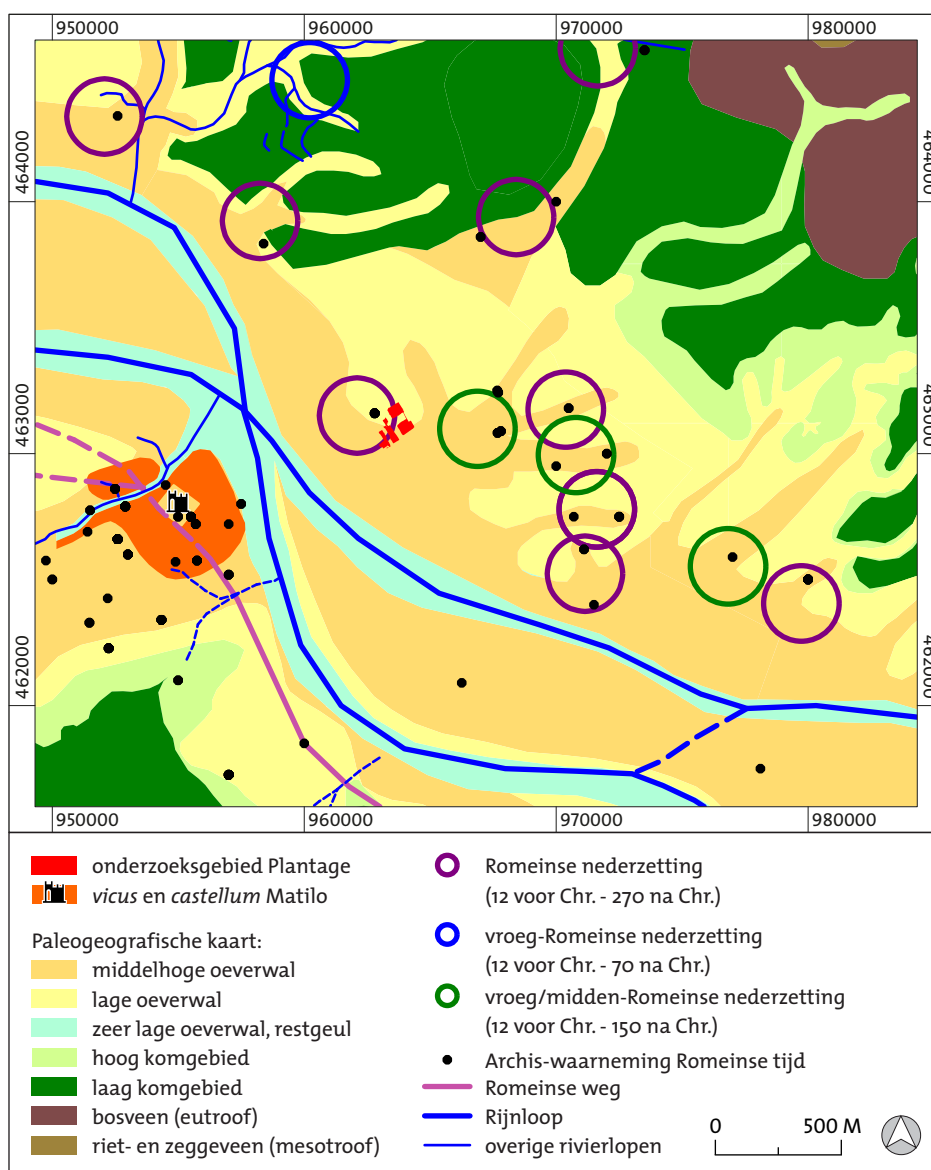 950000 960000 970000 980000
464000 464000
463000 463000
462000 462000
950000 960000 970000 980000
onderzoeksgebied Plantage
vicus en castellum Matilo
Paleogeografische kaart:
middelhoge oeverwal
lage oeverwal
zeer lage oeverwal, restgeul
hoog komgebied
laag komgebied
bosveen (eutroof)
riet- en zeggeveen (mesotroof)
Romeinse nederzetting
(12 voor Chr. - 270 na Chr.)
vroeg-Romeinse nederzetting
(12 voor Chr. - 70 na Chr.)
vroeg/midden-Romeinse nederzetting
(12 voor Chr. - 150 na Chr.)
Archis-waarneming Romeinse tijd
Romeinse weg
Rijnloop
overige rivierlopen
0 500 M